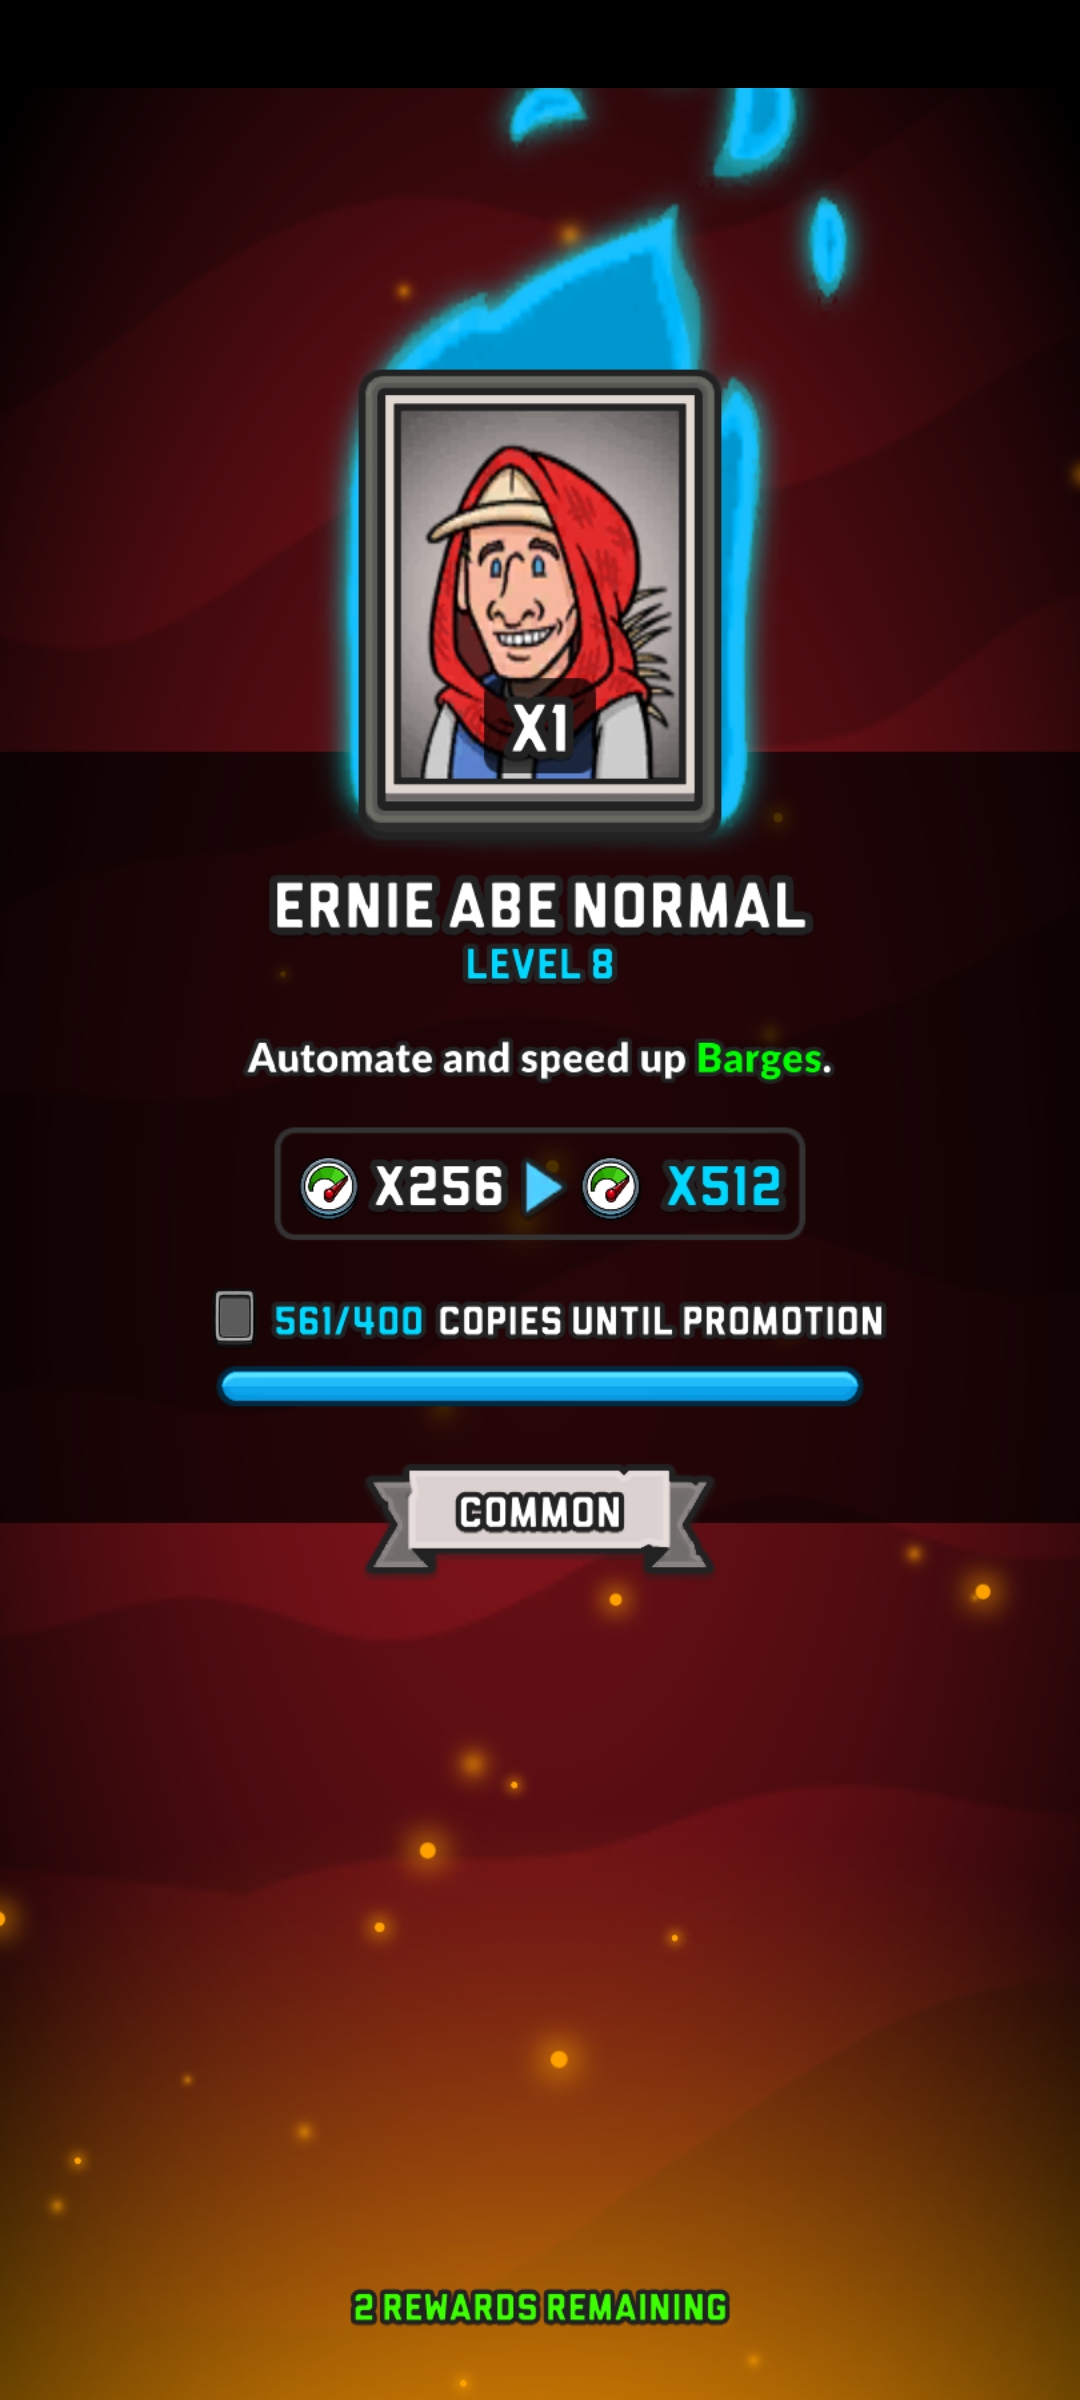 X1
ERNIE ABE NORMAL
LEVEL 8
Automate and speed up Barges.
X256 X512
561/400 COPIES UNTIL PROMOTION
COMMON
2 REWARDS REMAINING